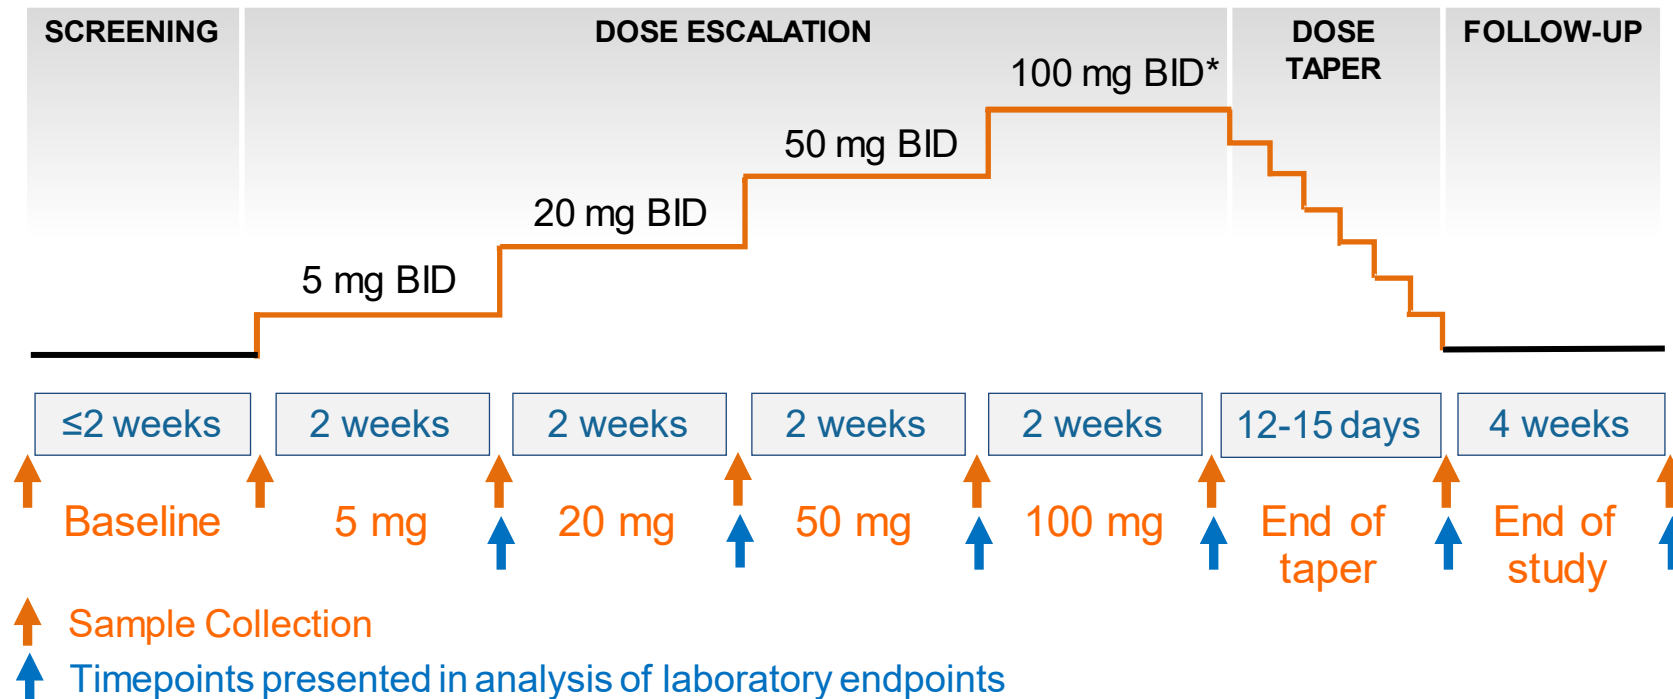 SCREENING
DOSE ESCALATION
DOSE
TAPER
FOLLOW-UP
100 mg BID*
50 mg BID
20 mg BID
5 mg BID
≤2 weeks
2 weeks
2 weeks
2 weeks
2 weeks
12-15 days
4 weeks
Baseline
5 mg
20 mg
50 mg
100 mg
End of
taper
End of
study
Sample Collection
Timepoints presented in analysis of laboratory endpoints